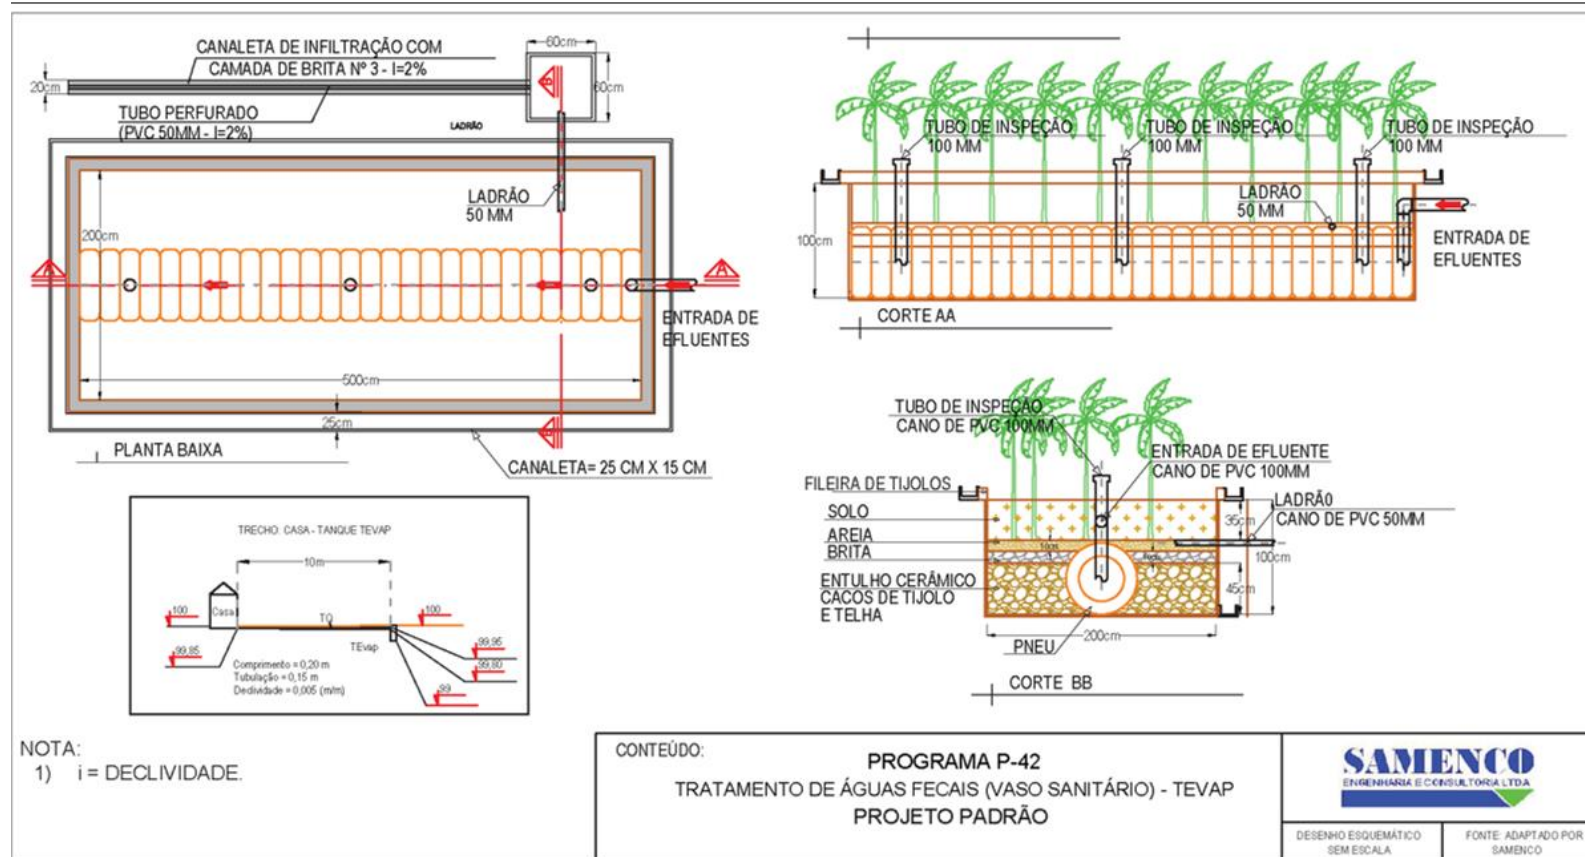 CANALETA DE INFILTRAÇÃO COM
CAMADA DE BRITA Nº 3 - I=2%
60cm
60cm
20cm
TUBO PERFURADO
(PVC 50MM - I=2%)
LADRÃO
B
LADRÃO
50 MM
200cm
A
A
ENTRADA DE
EFLUENTES
500cm
25cm
B
PLANTA BAIXA
CANALETA= 25 CM X 15 CM
TUBO DE INSPEÇÃO
100 MM
TUBO DE INSPEÇÃO
100 MM
TUBO DE INSPEÇÃO
100 MM
LADRÃO
50 MM
100cm
ENTRADA DE
EFLUENTES
CORTE AA
TUBO DE INSPEÇÃO
CANO DE PVC 100MM
ENTRADA DE EFLUENTE
CANO DE PVC 100MM
FILEIRA DE TIJOLOS
LADRÃO
CANO DE PVC 50MM
SOLO
AREIA
BRITA
35cm
100cm
ENTULHO CERÂMICO
CACOS DE TIJOLO
E TELHA
45cm
200cm
PNEU
CORTE BB
TRECHO: CASA - TANQUE TEVAP
10m
100
Casa
TQ
100
99,85
TEvap
99,95
99,80
99
Comprimento = 0,20 m
Tubulação = 0,15 m
Declividade = 0,005 (m/m)
NOTA:
1) i = DECLIVIDADE.
CONTEÚDO:
PROGRAMA P-42
TRATAMENTO DE ÁGUAS FECAIS (VASO SANITÁRIO) - TEVAP
PROJETO PADRÃO
SAMENCO
ENGENHARIA E CONSULTORIA LTDA
DESENHO ESQUEMÁTICO
SEM ESCALA
FONTE: ADAPTADO POR
SAMENCO